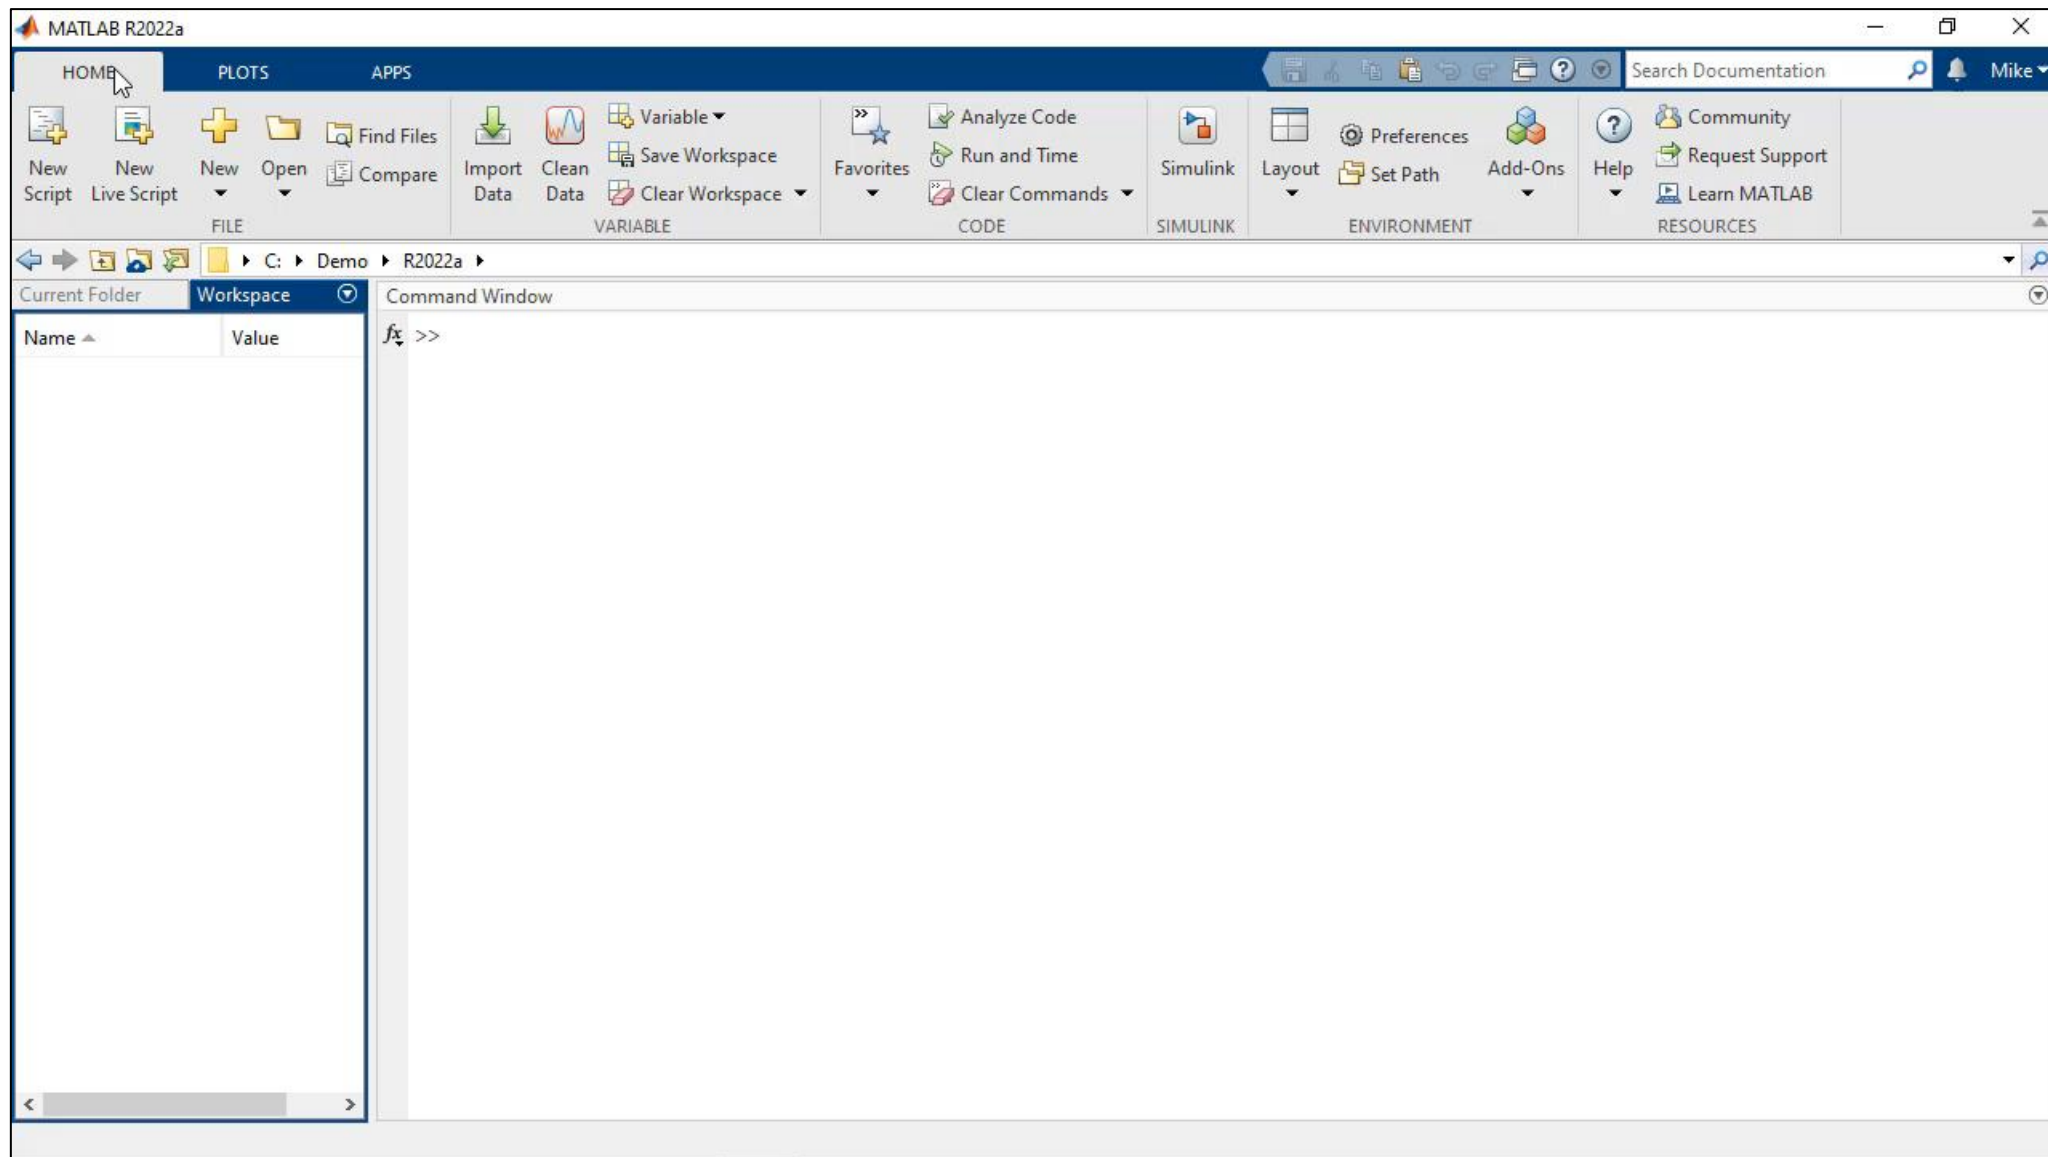 MATLAB R2022a
HOME PLOTS APPS Search Documentation Mike
New Script New Live Script New Open Find Files Compare
FILE
Import Data Clean Data Variable Save Workspace Clear Workspace
VARIABLE
Favorites Analyze Code Run and Time Clear Commands
CODE
Simulink
SIMULINK
Layout Preferences Set Path Add-Ons
ENVIRONMENT
Help Community Request Support Learn MATLAB
RESOURCES
C: Demo R2022a
Current Folder Workspace Command Window
Name Value fx >>